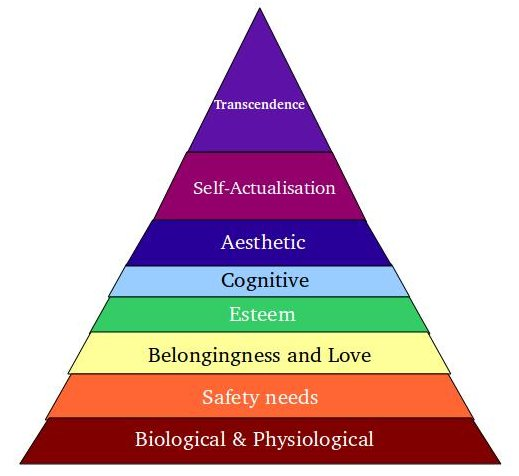 Transcendence
Self-Actualisation
Aesthetic
Cognitive
Esteem
Belongingness and Love
Safety needs
Biological & Physiological